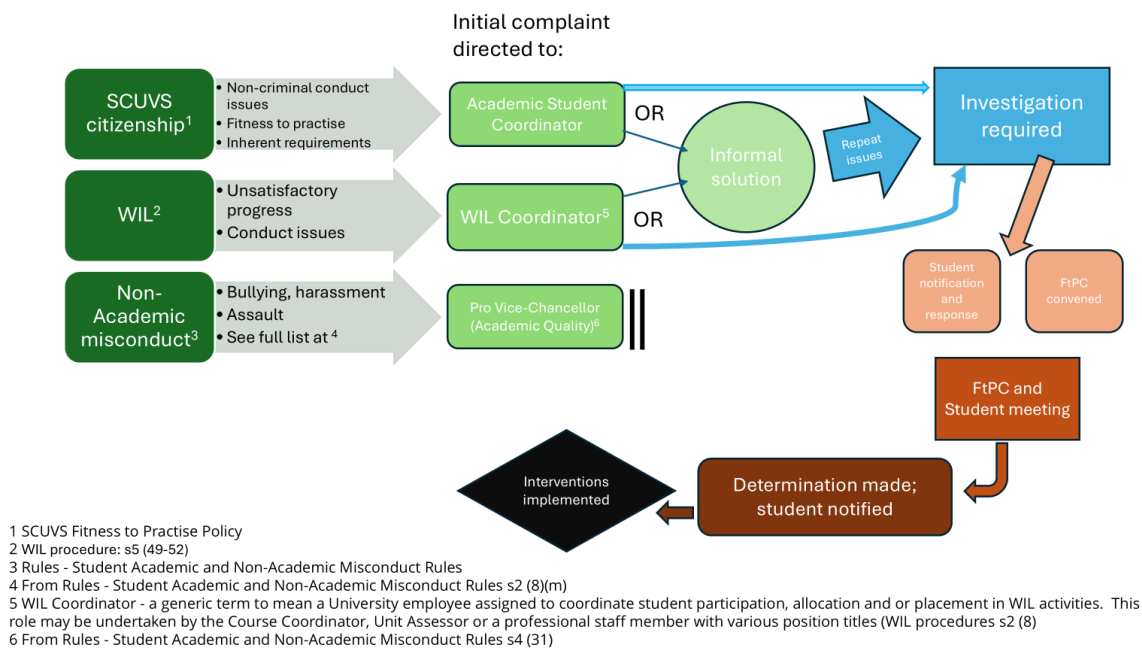 Initial complaint
directed to:
SCUVS
citizenship1
• Non-criminal conduct
issues
• Fitness to practise
• Inherent requirements
Academic Student
Coordinator
OR
Informal
solution
Repeat
issues
Investigation
required
WIL2
• Unsatisfactory
progress
• Conduct issues
WIL Coordinator5
OR
Non-
Academic
misconduct3
• Bullying, harassment
• Assault
• See full list at 4
Pro Vice-Chancellor
(Academic Quality)6
Student
notification
and
response
FtPC
convened
FtPC and
Student meeting
Determination made;
student notified
Interventions
implemented
1 SCUVS Fitness to Practise Policy
2 WIL procedure: s5 (49-52)
3 Rules - Student Academic and Non-Academic Misconduct Rules
4 From Rules - Student Academic and Non-Academic Misconduct Rules s2 (8)(m)
5 WIL Coordinator - a generic term to mean a University employee assigned to coordinate student participation, allocation and or placement in WIL activities.  This
role may be undertaken by the Course Coordinator, Unit Assessor or a professional staff member with various position titles (WIL procedures s2 (8)
6 From Rules - Student Academic and Non-Academic Misconduct Rules s4 (31)